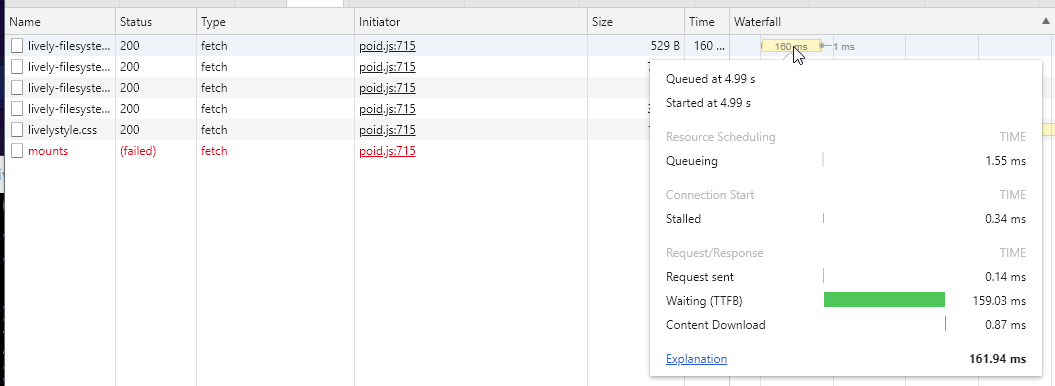 Name Status Type Initiator Size Time Waterfall
lively-filesyste... 200 fetch poid.js:715 529 B 160 ... 160 ms 1 ms
lively-filesyste... 200 fetch poid.js:715
lively-filesyste... 200 fetch poid.js:715
lively-filesyste... 200 fetch poid.js:715
livelystyle.css 200 fetch poid.js:715
mounts (failed) fetch poid.js:715
Queued at 4.99 s
Started at 4.99 s
Resource Scheduling TIME
Queueing 1.55 ms
Connection Start TIME
Stalled 0.34 ms
Request/Response TIME
Request sent 0.14 ms
Waiting (TTFB) 159.03 ms
Content Download 0.87 ms
Explanation 161.94 ms